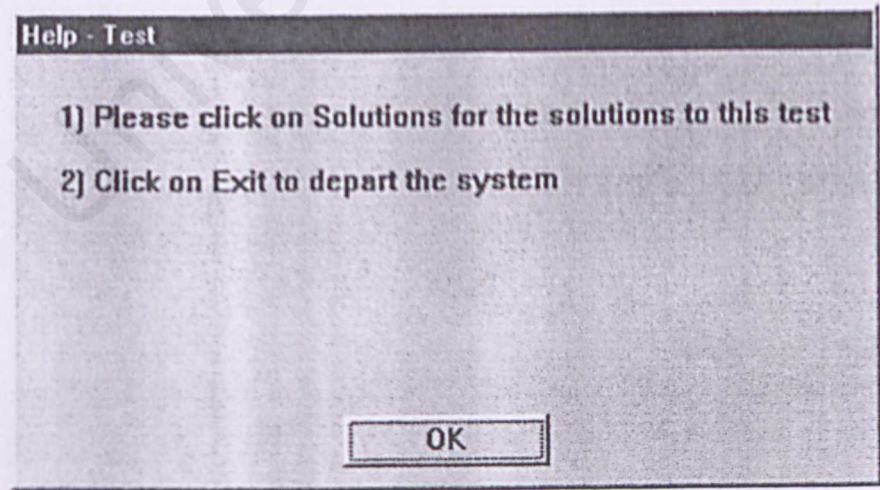 Help - Test
1) Please click on Solutions for the solutions to this test
2) Click on Exit to depart the system
OK